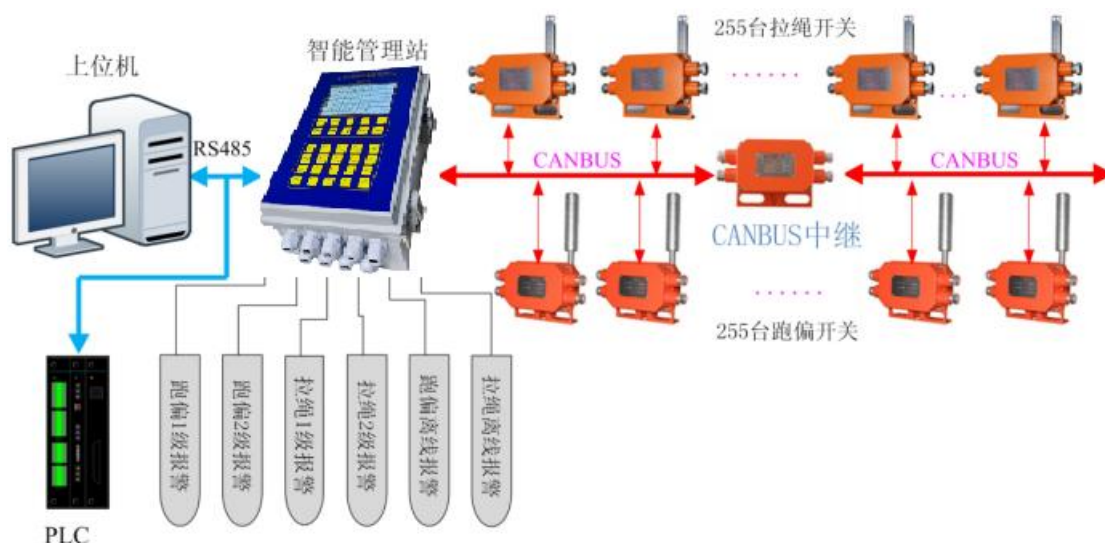 255台拉绳开关
智能管理站
上位机
RS485
CANBUS
CANBUS
CANBUS中继
255台跑偏开关
跑偏1级报警
跑偏2级报警
拉绳1级报警
拉绳2级报警
跑偏离线报警
拉绳离线报警
PLC